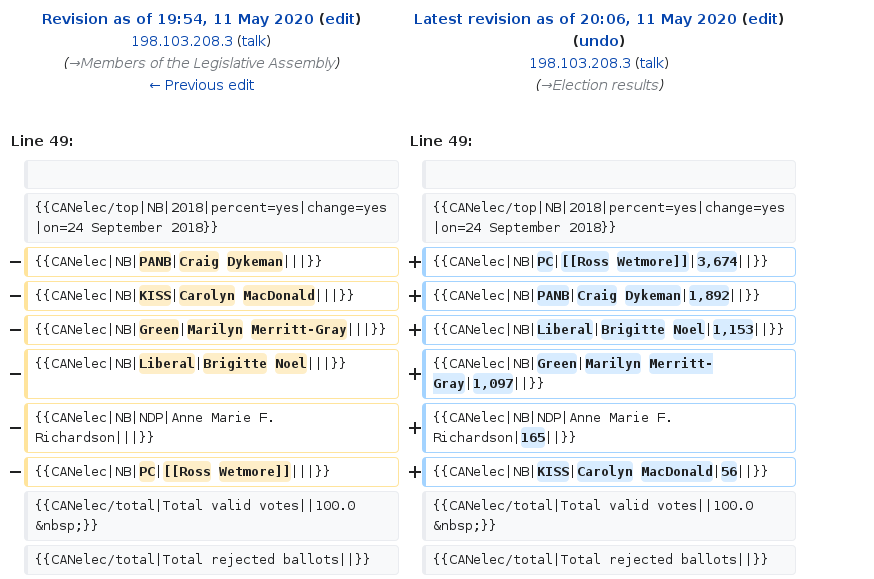 Revision as of 19:54, 11 May 2020 (edit)
198.103.208.3 (talk)
(→Members of the Legislative Assembly)
← Previous edit
Latest revision as of 20:06, 11 May 2020 (edit)
(undo)
198.103.208.3 (talk)
(→Election results)
Line 49:
Line 49:
{{CANelec/top|NB|2018|percent=yes|change=yes
|on=24 September 2018}}
{{CANelec/top|NB|2018|percent=yes|change=yes
|on=24 September 2018}}
− {{CANelec|NB|PANB|Craig Dykeman|||}}
+ {{CANelec|NB|PC|[[Ross Wetmore]]|3,674||}}
− {{CANelec|NB|KISS|Carolyn MacDonald|||}}
+ {{CANelec|NB|PANB|Craig Dykeman|1,892||}}
− {{CANelec|NB|Green|Marilyn Merritt-Gray|||}}
+ {{CANelec|NB|Liberal|Brigitte Noel|1,153||}}
− {{CANelec|NB|Liberal|Brigitte Noel|||}}
+ {{CANelec|NB|Green|Marilyn Merritt-
Gray|1,097||}}
− {{CANelec|NB|NDP|Anne Marie F.
Richardson|||}}
+ {{CANelec|NB|NDP|Anne Marie F.
Richardson|165||}}
− {{CANelec|NB|PC|[[Ross Wetmore]]|||}}
+ {{CANelec|NB|KISS|Carolyn MacDonald|56||}}
{{CANelec/total|Total valid votes||100.0
&nbsp;}}
{{CANelec/total|Total valid votes||100.0
&nbsp;}}
{{CANelec/total|Total rejected ballots||}}
{{CANelec/total|Total rejected ballots||}}